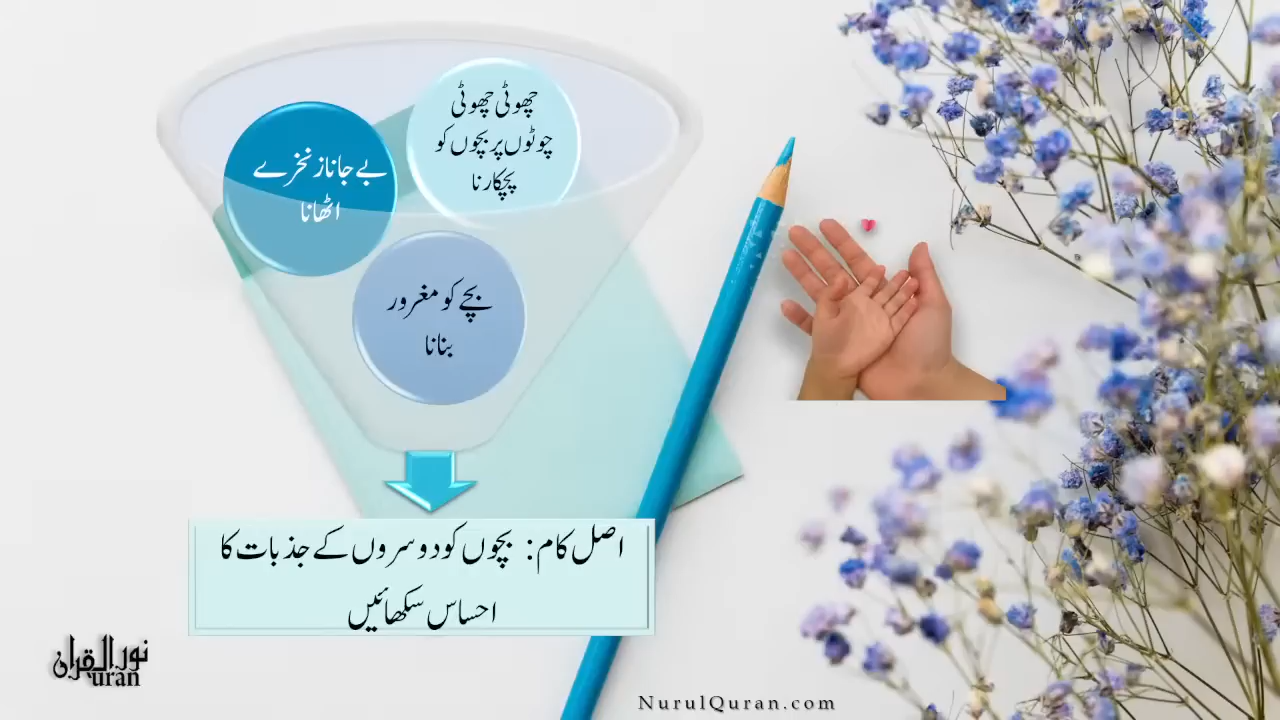 چھوٹی چھوٹی
چوٹوں پر بچوں کو
پچکارنا
بے جا ناز نخرے
اٹھانا
بچے کو مغرور
بنانا
اصل کام: بچوں کو دوسروں کے جذبات کا
احساس سکھائیں
نور القرآن
uran
NurulQuran.com